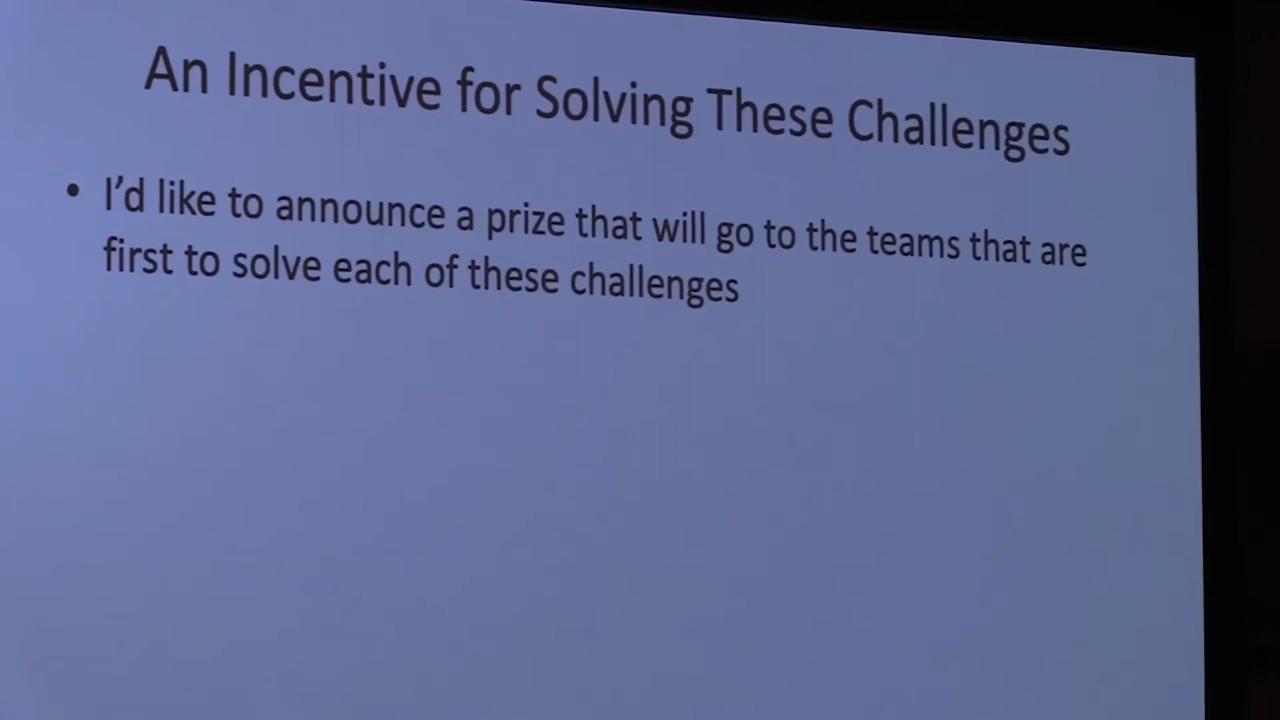 An Incentive for Solving These Challenges
• I'd like to announce a prize that will go to the teams that are
first to solve each of these challenges